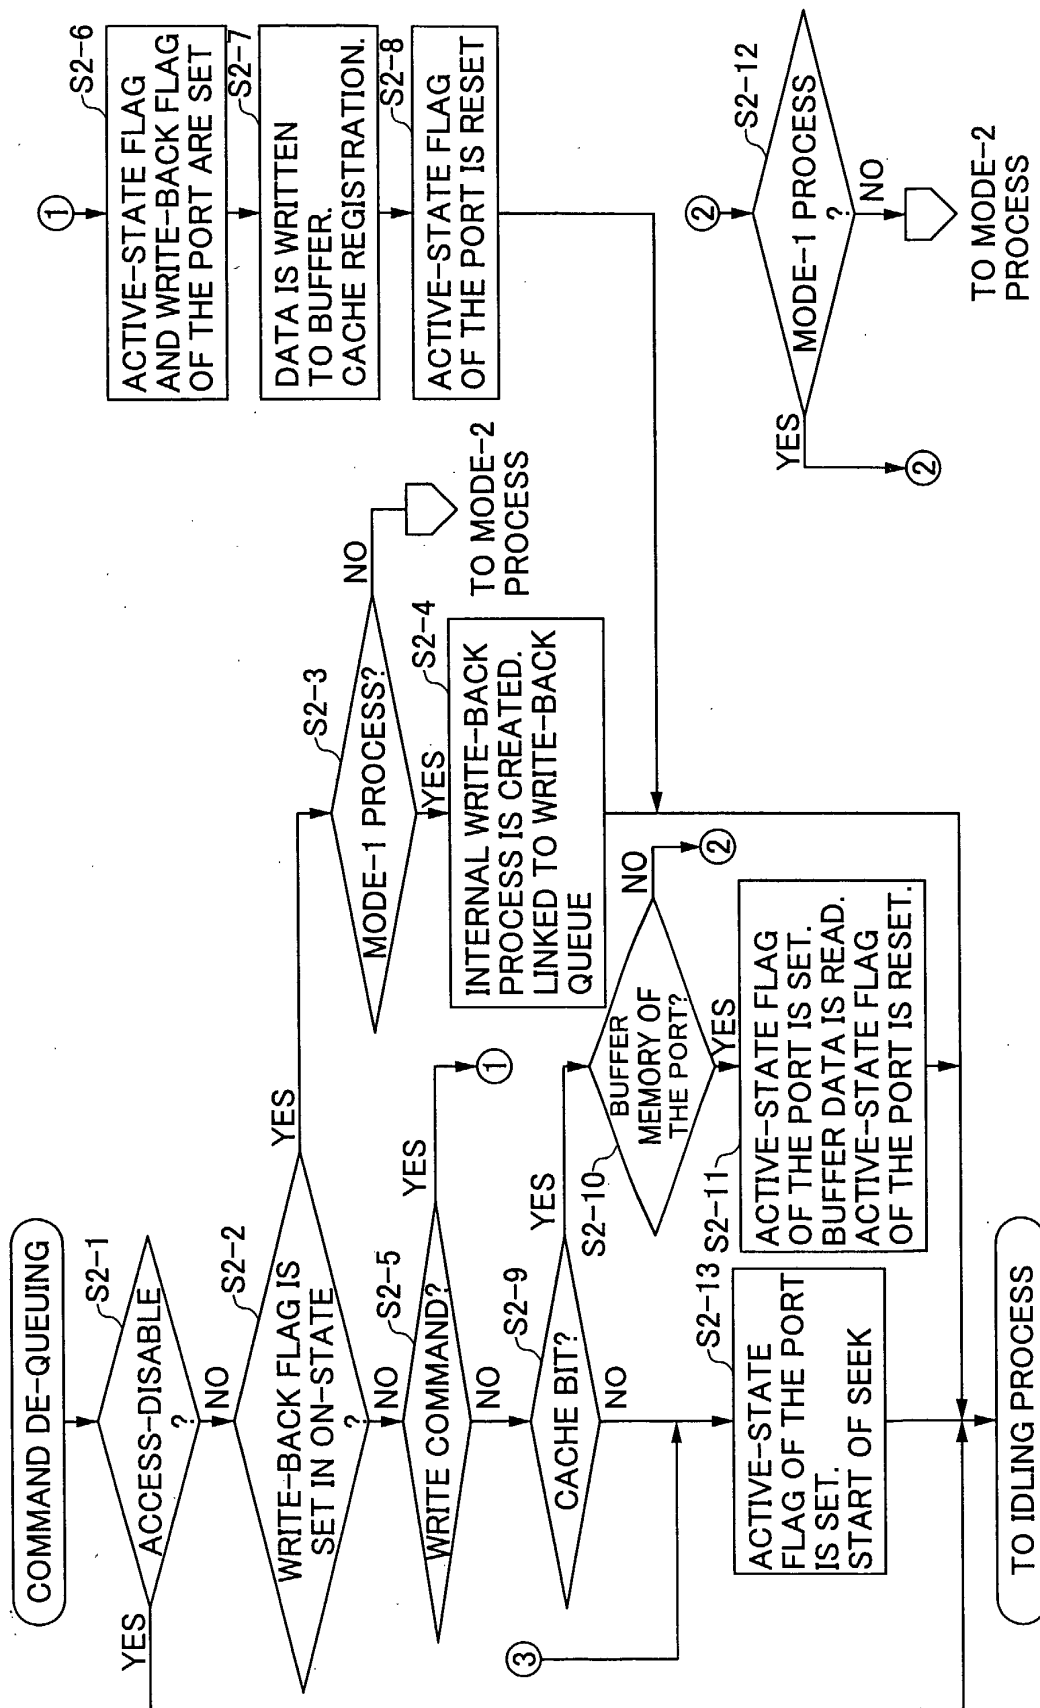 COMMAND DE-QUEUING
S2-1
ACCESS-DISABLE
?
YES
NO
S2-2
WRITE-BACK FLAG IS
SET IN ON-STATE
?
YES
NO
S2-3
MODE-1 PROCESS?
NO
TO MODE-2
PROCESS
YES
S2-4
INTERNAL WRITE-BACK
PROCESS IS CREATED.
LINKED TO WRITE-BACK
QUEUE
S2-5
WRITE COMMAND?
YES
1
NO
S2-9
CACHE BIT?
YES
NO
S2-10
BUFFER
MEMORY OF
THE PORT?
NO
2
YES
S2-11
ACTIVE-STATE FLAG
OF THE PORT IS SET.
BUFFER DATA IS READ.
ACTIVE-STATE FLAG
OF THE PORT IS RESET.
3
S2-13
ACTIVE-STATE
FLAG OF THE PORT
IS SET.
START OF SEEK
TO IDLING PROCESS
1
S2-6
ACTIVE-STATE FLAG
AND WRITE-BACK FLAG
OF THE PORT ARE SET
S2-7
DATA IS WRITTEN
TO BUFFER.
CACHE REGISTRATION.
S2-8
ACTIVE-STATE FLAG
OF THE PORT IS RESET
2
S2-12
MODE-1 PROCESS
?
YES
2
NO
TO MODE-2
PROCESS